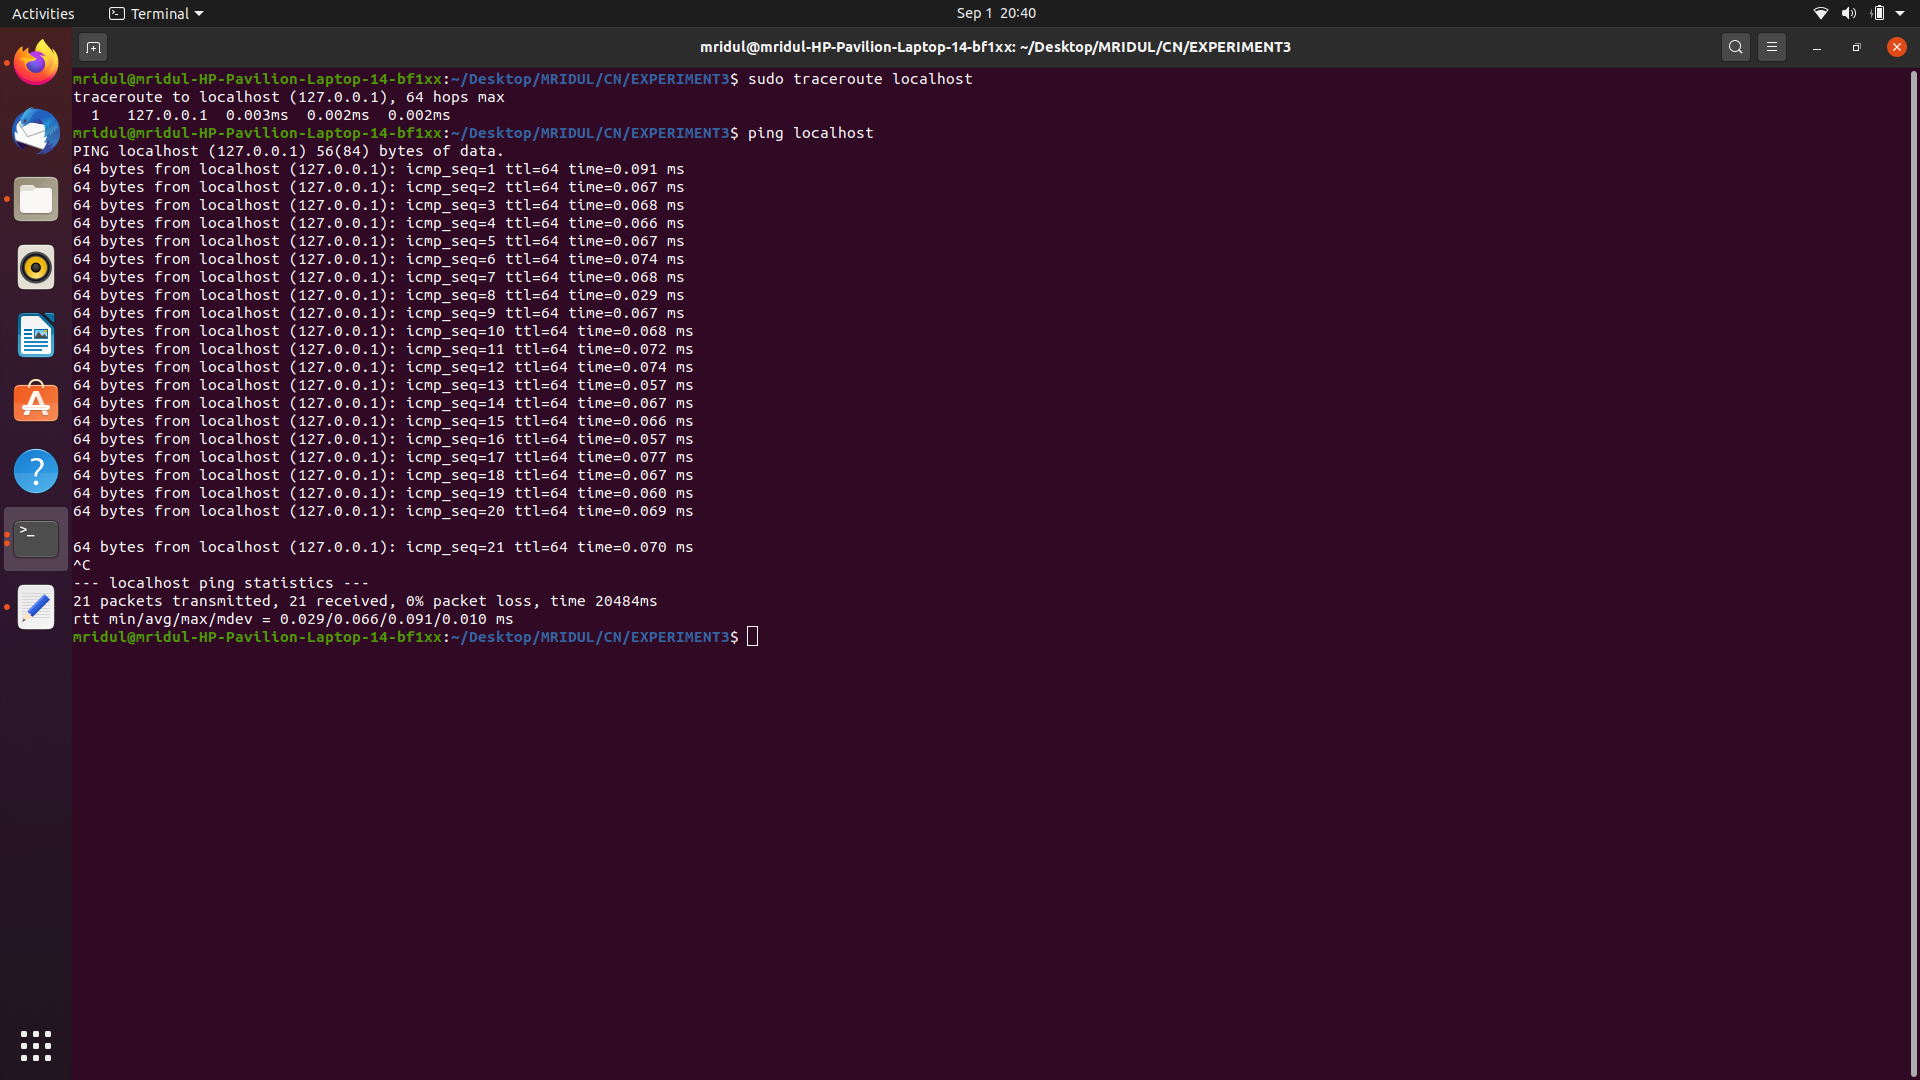 Activities Terminal Sep 1 20:40
mridul@mridul-HP-Pavilion-Laptop-14-bf1xx: ~/Desktop/MRIDUL/CN/EXPERIMENT3
mridul@mridul-HP-Pavilion-Laptop-14-bf1xx:~/Desktop/MRIDUL/CN/EXPERIMENT3$ sudo traceroute localhost
traceroute to localhost (127.0.0.1), 64 hops max
  1   127.0.0.1  0.003ms  0.002ms  0.002ms
mridul@mridul-HP-Pavilion-Laptop-14-bf1xx:~/Desktop/MRIDUL/CN/EXPERIMENT3$ ping localhost
PING localhost (127.0.0.1) 56(84) bytes of data.
64 bytes from localhost (127.0.0.1): icmp_seq=1 ttl=64 time=0.091 ms
64 bytes from localhost (127.0.0.1): icmp_seq=2 ttl=64 time=0.067 ms
64 bytes from localhost (127.0.0.1): icmp_seq=3 ttl=64 time=0.068 ms
64 bytes from localhost (127.0.0.1): icmp_seq=4 ttl=64 time=0.066 ms
64 bytes from localhost (127.0.0.1): icmp_seq=5 ttl=64 time=0.067 ms
64 bytes from localhost (127.0.0.1): icmp_seq=6 ttl=64 time=0.074 ms
64 bytes from localhost (127.0.0.1): icmp_seq=7 ttl=64 time=0.068 ms
64 bytes from localhost (127.0.0.1): icmp_seq=8 ttl=64 time=0.029 ms
64 bytes from localhost (127.0.0.1): icmp_seq=9 ttl=64 time=0.067 ms
64 bytes from localhost (127.0.0.1): icmp_seq=10 ttl=64 time=0.068 ms
64 bytes from localhost (127.0.0.1): icmp_seq=11 ttl=64 time=0.072 ms
64 bytes from localhost (127.0.0.1): icmp_seq=12 ttl=64 time=0.074 ms
64 bytes from localhost (127.0.0.1): icmp_seq=13 ttl=64 time=0.057 ms
64 bytes from localhost (127.0.0.1): icmp_seq=14 ttl=64 time=0.067 ms
64 bytes from localhost (127.0.0.1): icmp_seq=15 ttl=64 time=0.066 ms
64 bytes from localhost (127.0.0.1): icmp_seq=16 ttl=64 time=0.057 ms
64 bytes from localhost (127.0.0.1): icmp_seq=17 ttl=64 time=0.077 ms
64 bytes from localhost (127.0.0.1): icmp_seq=18 ttl=64 time=0.067 ms
64 bytes from localhost (127.0.0.1): icmp_seq=19 ttl=64 time=0.060 ms
64 bytes from localhost (127.0.0.1): icmp_seq=20 ttl=64 time=0.069 ms
64 bytes from localhost (127.0.0.1): icmp_seq=21 ttl=64 time=0.070 ms
^C
--- localhost ping statistics ---
21 packets transmitted, 21 received, 0% packet loss, time 20484ms
rtt min/avg/max/mdev = 0.029/0.066/0.091/0.010 ms
mridul@mridul-HP-Pavilion-Laptop-14-bf1xx:~/Desktop/MRIDUL/CN/EXPERIMENT3$